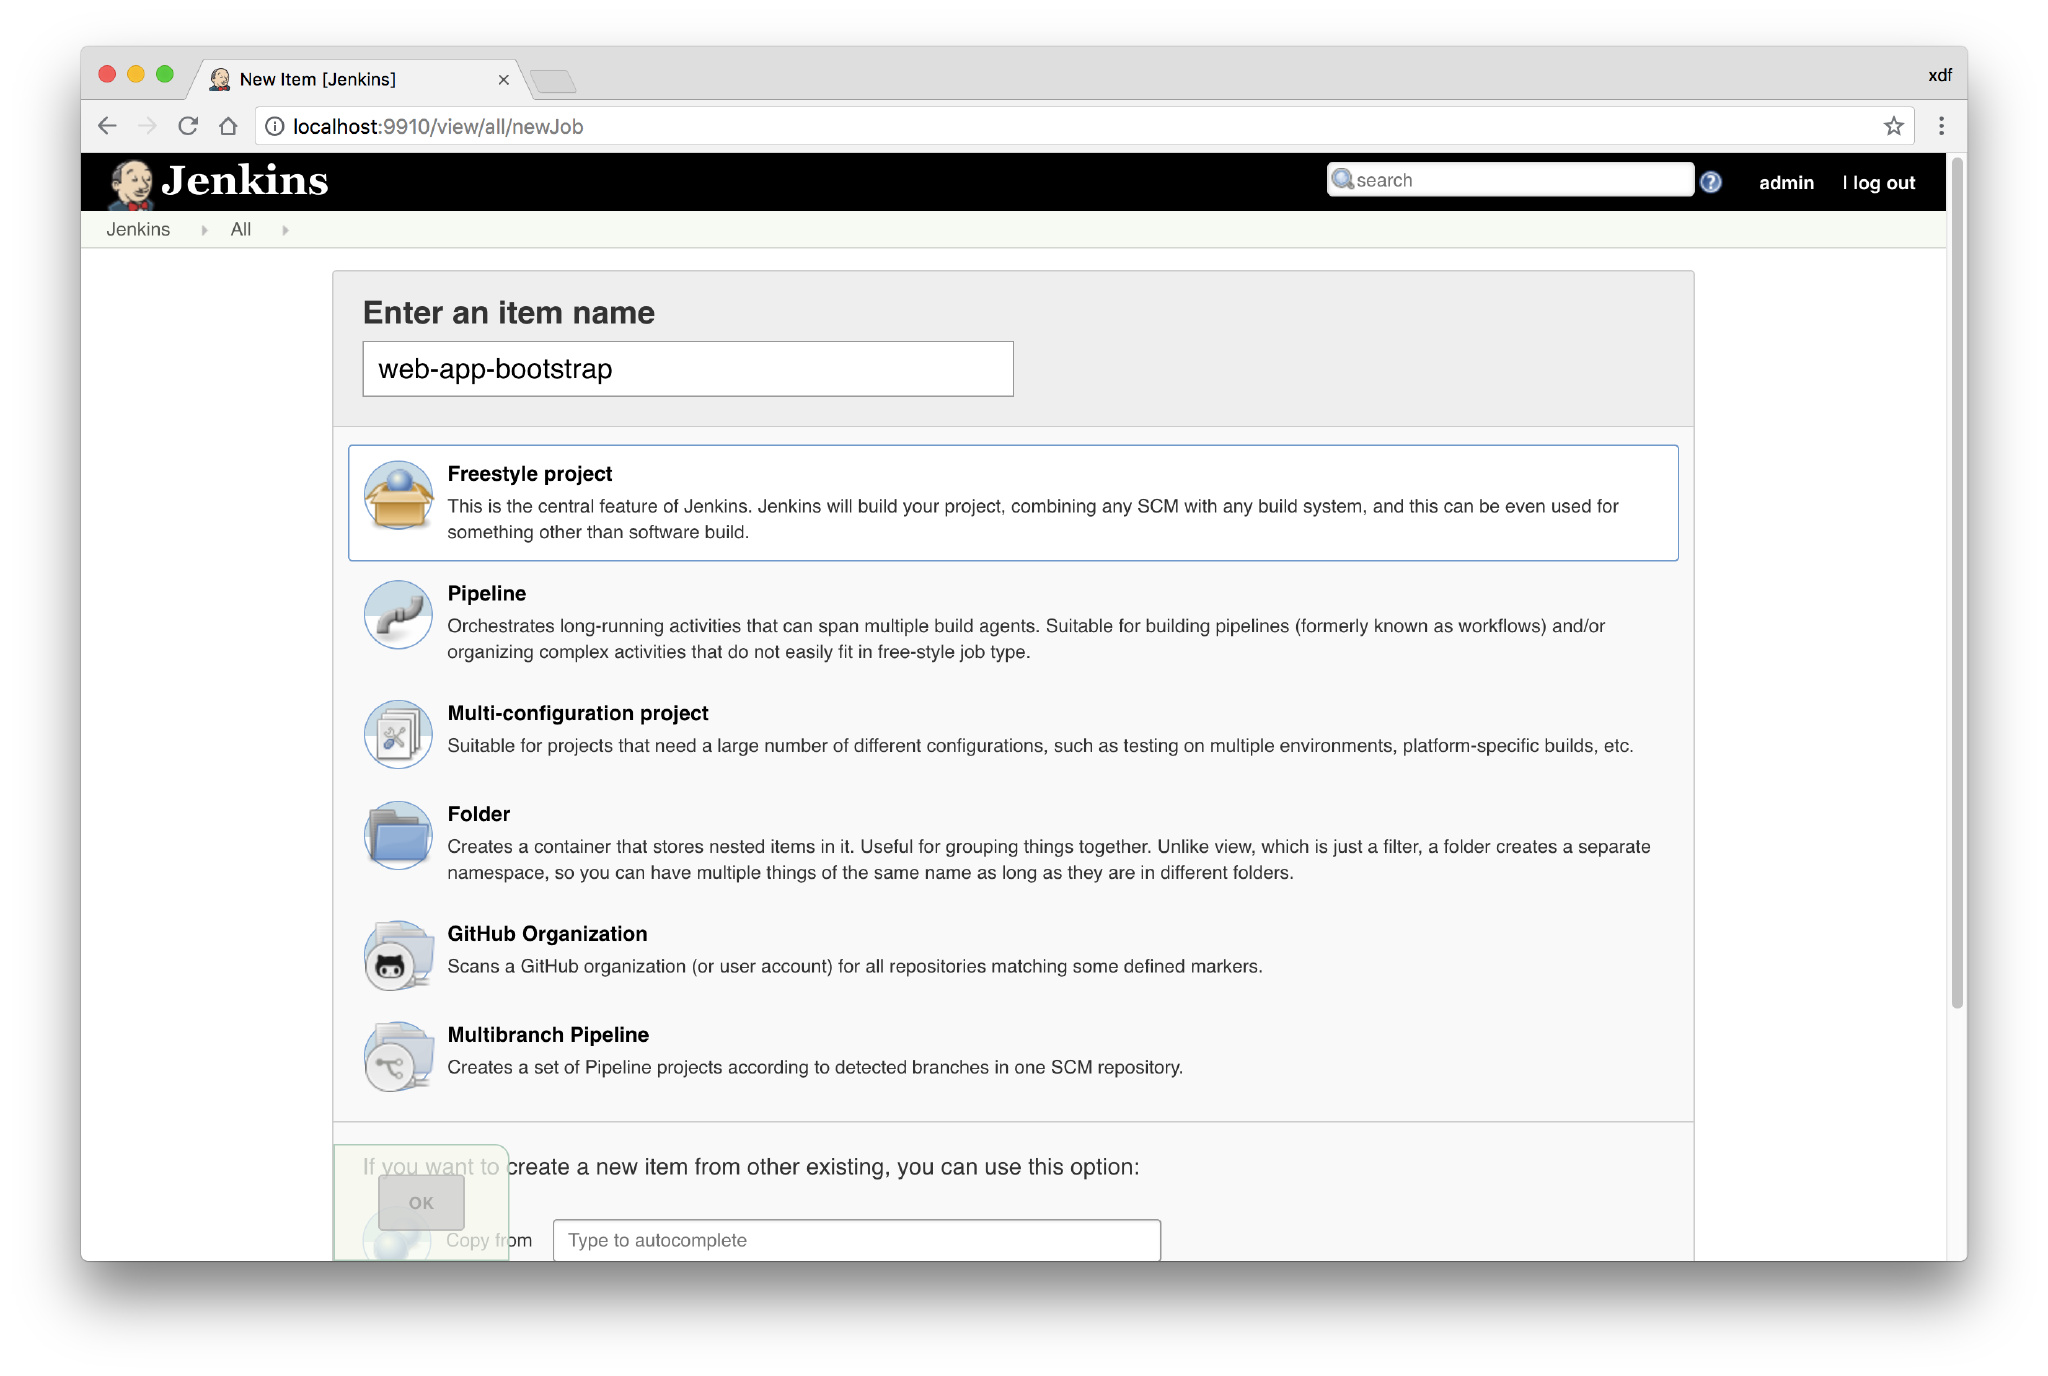 New Item [Jenkins]
xdf
localhost:9910/view/all/newJob
Jenkins
search
admin
| log out
Jenkins
All
Enter an item name
web-app-bootstrap
Freestyle project
This is the central feature of Jenkins. Jenkins will build your project, combining any SCM with any build system, and this can be even used for
something other than software build.
Pipeline
Orchestrates long-running activities that can span multiple build agents. Suitable for building pipelines (formerly known as workflows) and/or
organizing complex activities that do not easily fit in free-style job type.
Multi-configuration project
Suitable for projects that need a large number of different configurations, such as testing on multiple environments, platform-specific builds, etc.
Folder
Creates a container that stores nested items in it. Useful for grouping things together. Unlike view, which is just a filter, a folder creates a separate
namespace, so you can have multiple things of the same name as long as they are in different folders.
GitHub Organization
Scans a GitHub organization (or user account) for all repositories matching some defined markers.
Multibranch Pipeline
Creates a set of Pipeline projects according to detected branches in one SCM repository.
If you want to create a new item from other existing, you can use this option:
OK
Copy from
Type to autocomplete